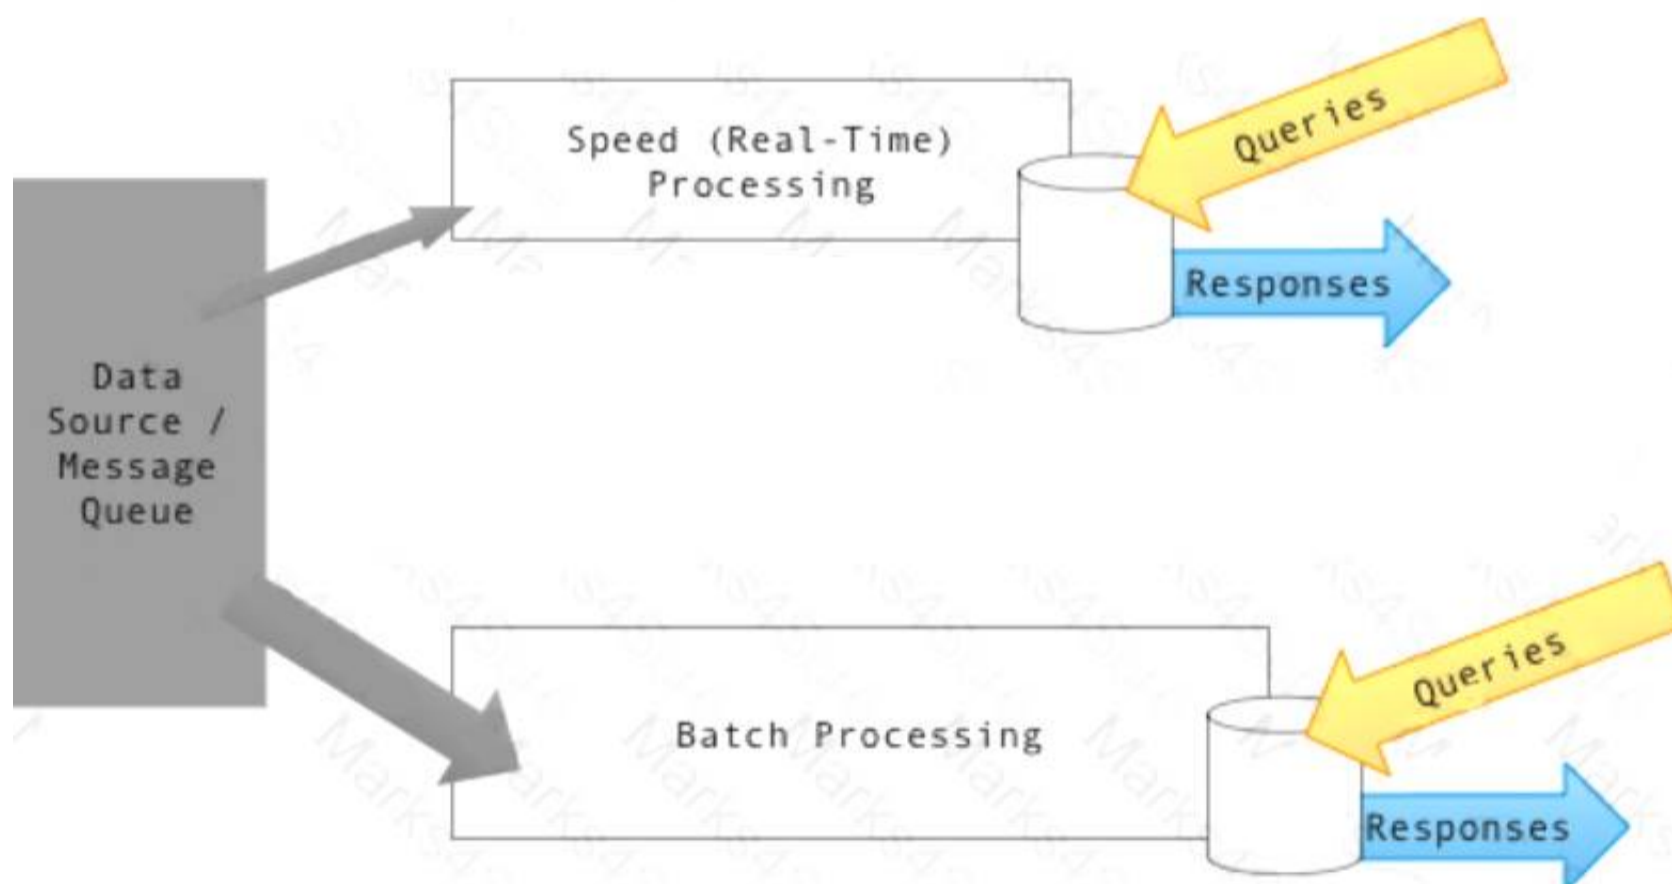 Speed (Real-Time)
Processing
Queries
Responses
Data
Source /
Message
Queue
Batch Processing
Queries
Responses